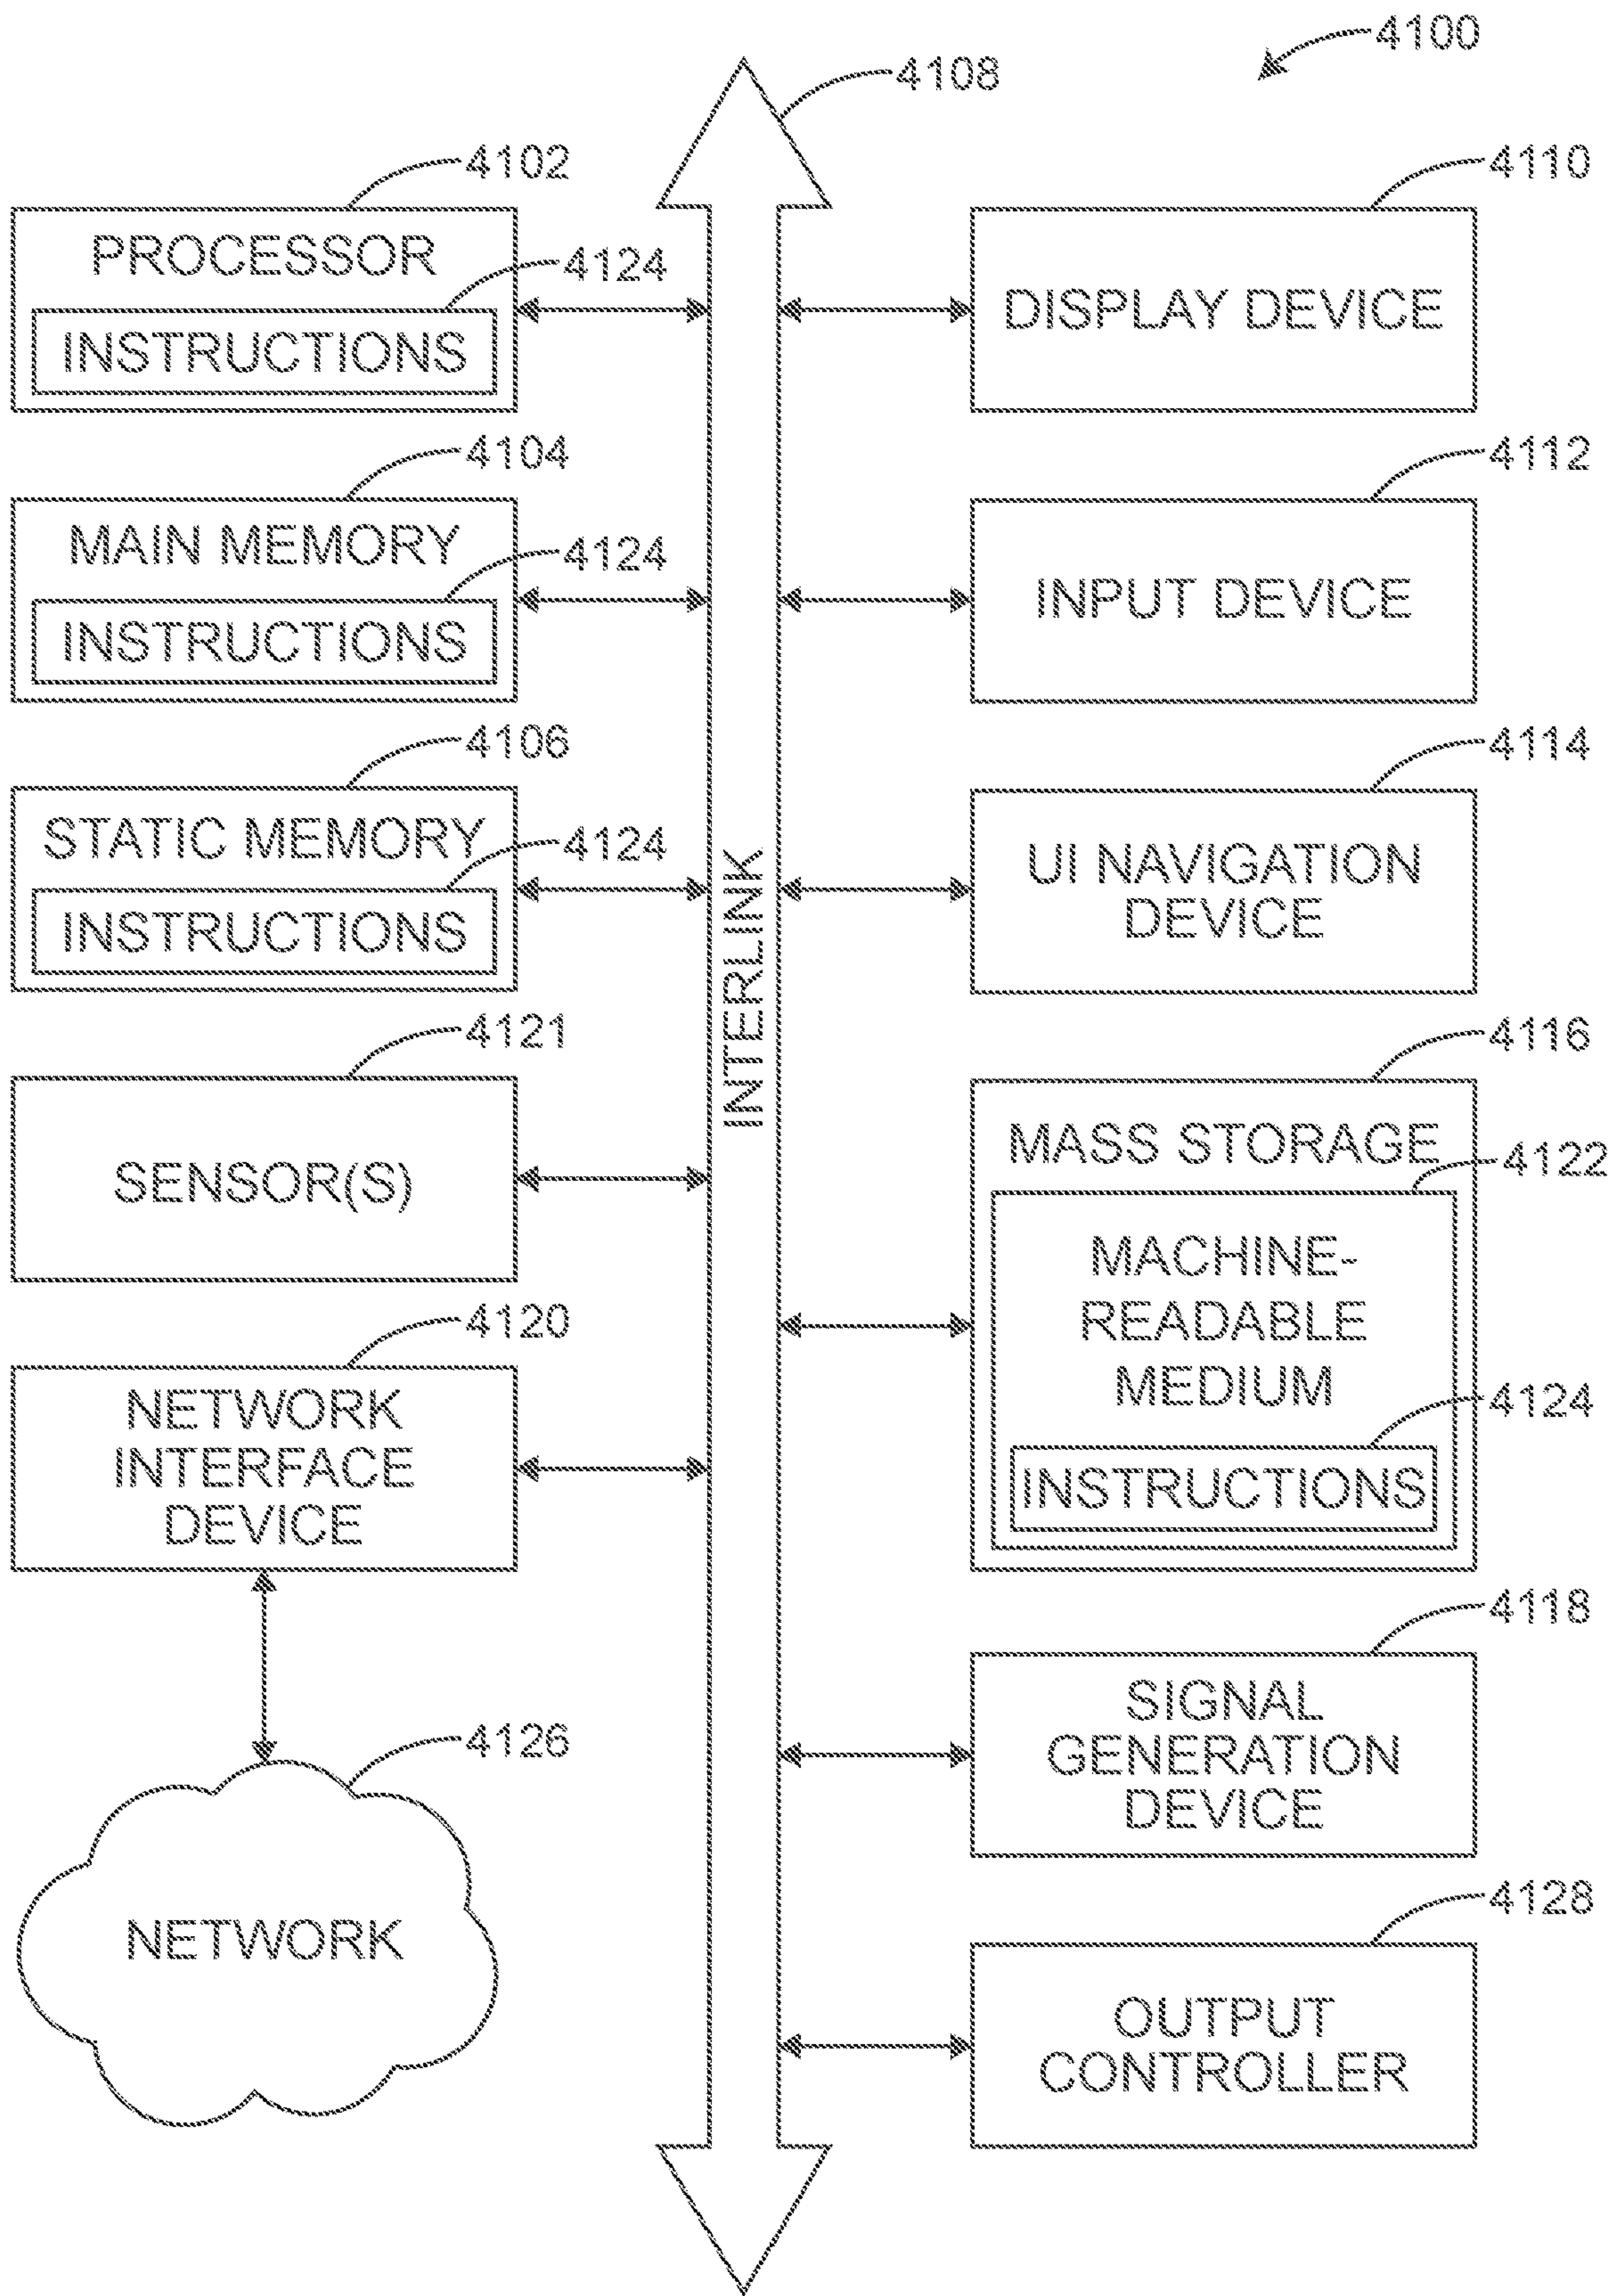 4100
4108
4102
PROCESSOR
4124
INSTRUCTIONS
4110
DISPLAY DEVICE
4104
MAIN MEMORY
4124
INSTRUCTIONS
4112
INPUT DEVICE
4106
STATIC MEMORY
4124
INSTRUCTIONS
4114
UI NAVIGATION
DEVICE
INTERLINK
4121
SENSOR(S)
4116
MASS STORAGE
4122
MACHINE-
READABLE
MEDIUM
4124
INSTRUCTIONS
4120
NETWORK
INTERFACE
DEVICE
4118
SIGNAL
GENERATION
DEVICE
4126
NETWORK
4128
OUTPUT
CONTROLLER